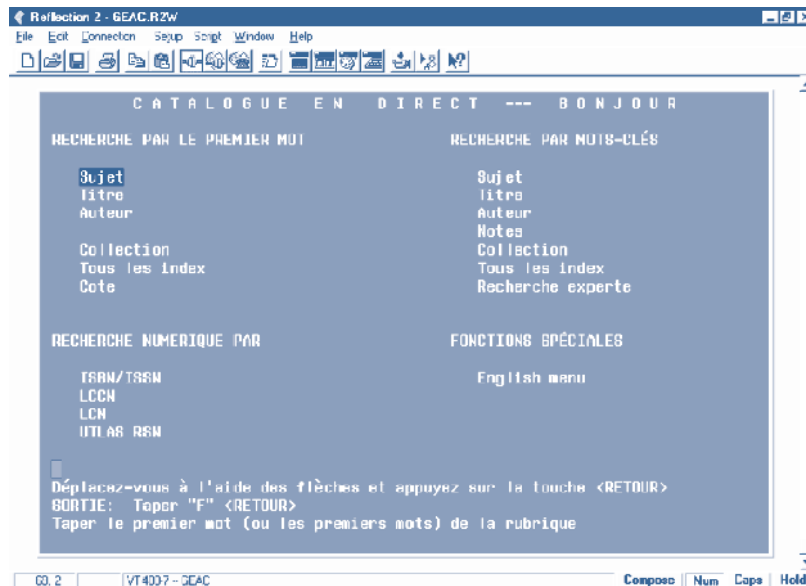 Reflection 2 - GEAC.R2W
File Edit Connection Setup Script Window Help
CATALOGUE EN DIRECT --- BONJOUR
RECHERCHE PAR LE PREMIER MOT
Sujet
Titre
Auteur
Collection
Tous les index
Cote
RECHERCHE PAR MOTS-CLÉS
Sujet
Titre
Auteur
Notes
Collection
Tous les index
Recherche experte
RECHERCHE NUMERIQUE PAR
ISBN/ISSN
LCCN
LCN
UTLAS RSN
FONCTIONS SPÉCIALES
English menu
Déplacez-vous à l'aide des flèches et appuyez sur la touche <RETOUR>
SORTIE: Taper "F" <RETOUR>
Taper le premier mot (ou les premiers mots) de la rubrique
VT400-7 -- GEAC
Compose Num Caps Hold